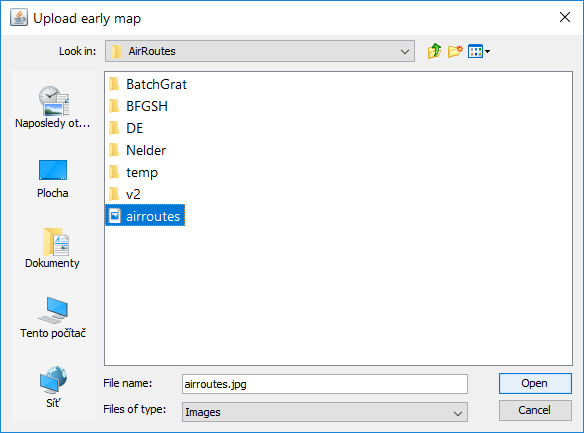 Upload early map
Look in:
AirRoutes
Naposledy ot...
Plocha
Dokumenty
Tento počítač
Síť
BatchGrat
BFGSH
DE
Nelder
temp
v2
airroutes
File name:
airroutes.jpg
Open
Files of type:
Images
Cancel